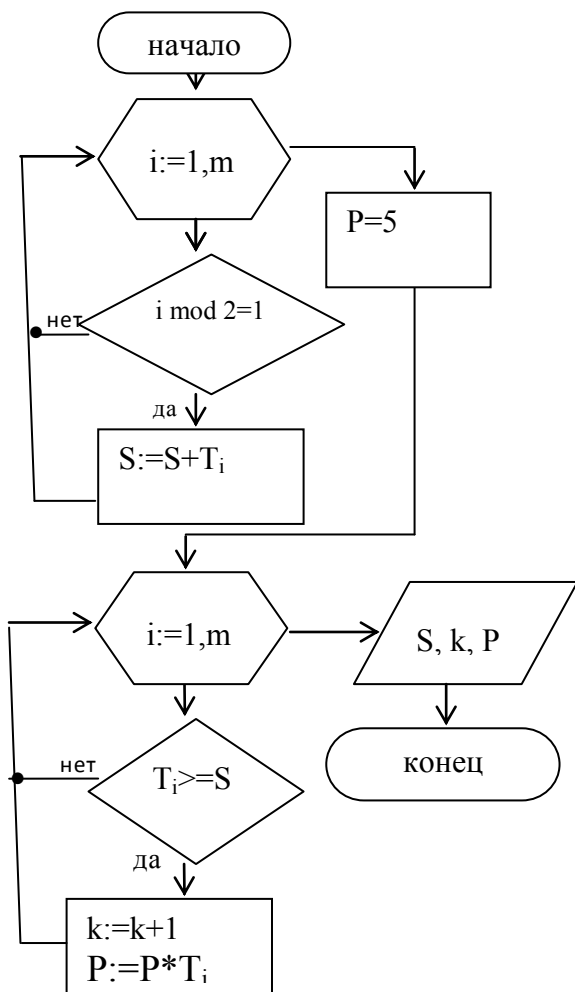 начало
i:=1,m
P=5
i mod 2=1
нет
да
S:=S+Tᵢ
i:=1,m
S, k, P
конец
Tᵢ>=S
нет
да
k:=k+1
P:=P*Tᵢ